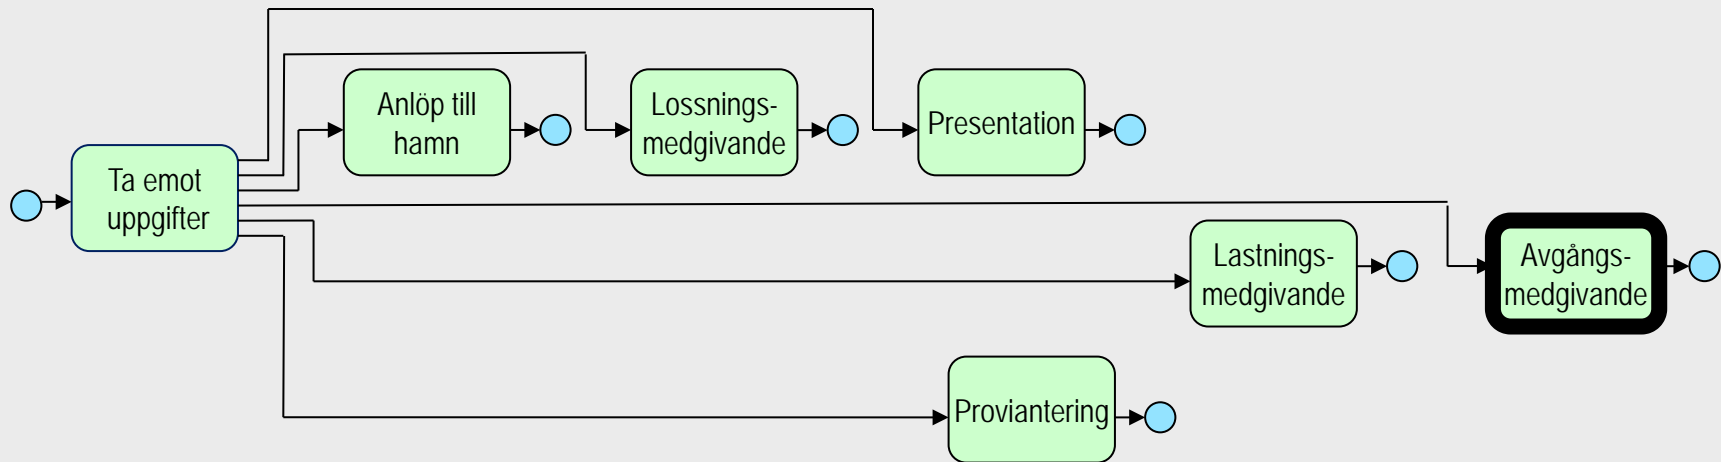 Ta emot
uppgifter
Anlöp till
hamn
Lossnings-
medgivande
Presentation
Lastnings-
medgivande
Avgångs-
medgivande
Proviantering